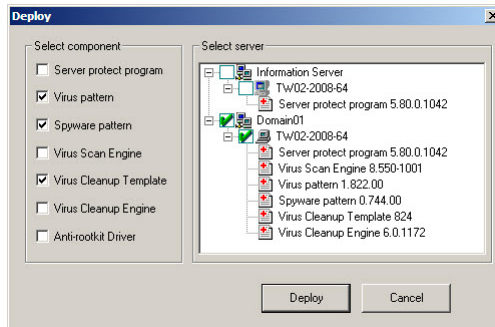 Deploy
Select component
Server protect program
Virus pattern
Spyware pattern
Virus Scan Engine
Virus Cleanup Template
Virus Cleanup Engine
Anti-rootkit Driver
Select server
Information Server
TW02-2008-64
Server protect program 5.80.0.1042
Domain01
TW02-2008-64
Server protect program 5.80.0.1042
Virus Scan Engine 8.550-1001
Virus pattern 1.822.00
Spyware pattern 0.744.00
Virus Cleanup Template 824
Virus Cleanup Engine 6.0.1172
Deploy
Cancel